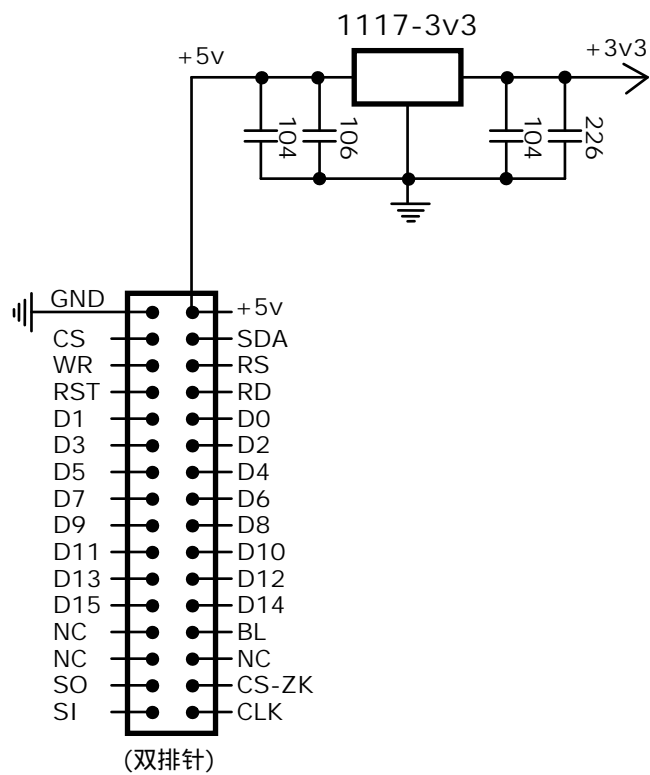 1117-3v3
+5v
+3v3
104
106
104
226
GND
+5v
CS
SDA
WR
RS
RST
RD
D1
D0
D3
D2
D5
D4
D7
D6
D9
D8
D11
D10
D13
D12
D15
D14
NC
BL
NC
NC
SO
CS-ZK
SI
CLK
(双排针)